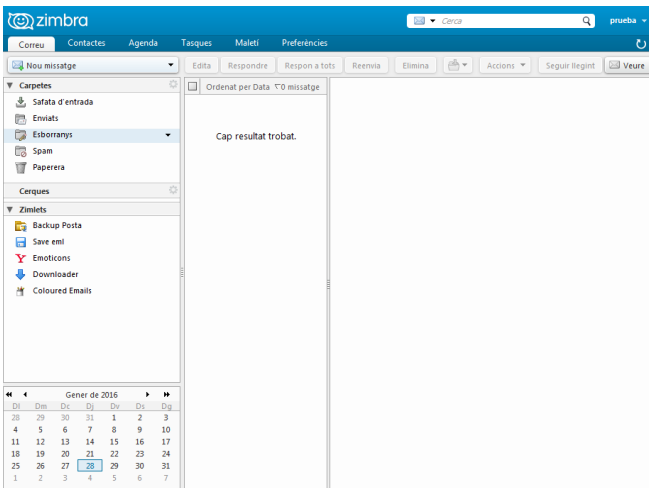 zimbra
Cerca
prueba
Correu Contactes Agenda Tasques Maletí Preferències
Nou missatge Edita Respondre Respon a tots Reenvia Elimina Accions Seguir llegint Veure
Carpetes
Ordenat per Data 0 missatge
Safata d'entrada
Enviats
Esborranys
Cap resultat trobat.
Spam
Paperera
Cerques
Zimlets
Backup Posta
Save eml
Emoticons
Downloader
Coloured Emails
Gener de 2016
Dl Dm Dc Dj Dv Ds Dg
28 29 30 31 1 2 3
4 5 6 7 8 9 10
11 12 13 14 15 16 17
18 19 20 21 22 23 24
25 26 27 28 29 30 31
1 2 3 4 5 6 7